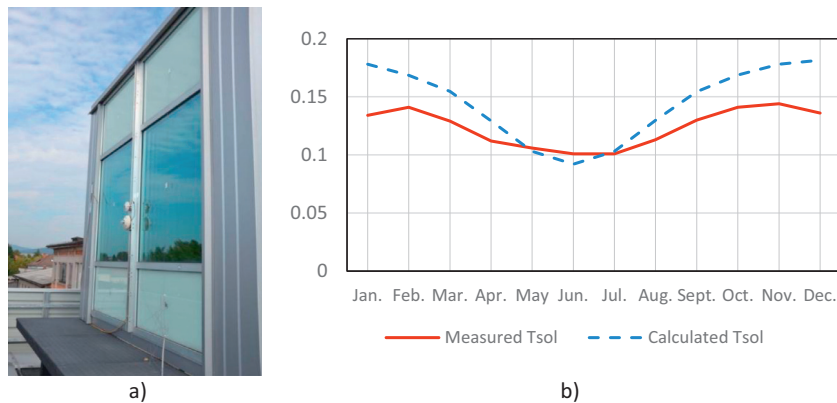 0.2
0.15
0.1
0.05
0
Jan. Feb. Mar. Apr. May Jun. Jul. Aug. Sept. Oct. Nov. Dec.
Measured Tsol Calculated Tsol
a) b)